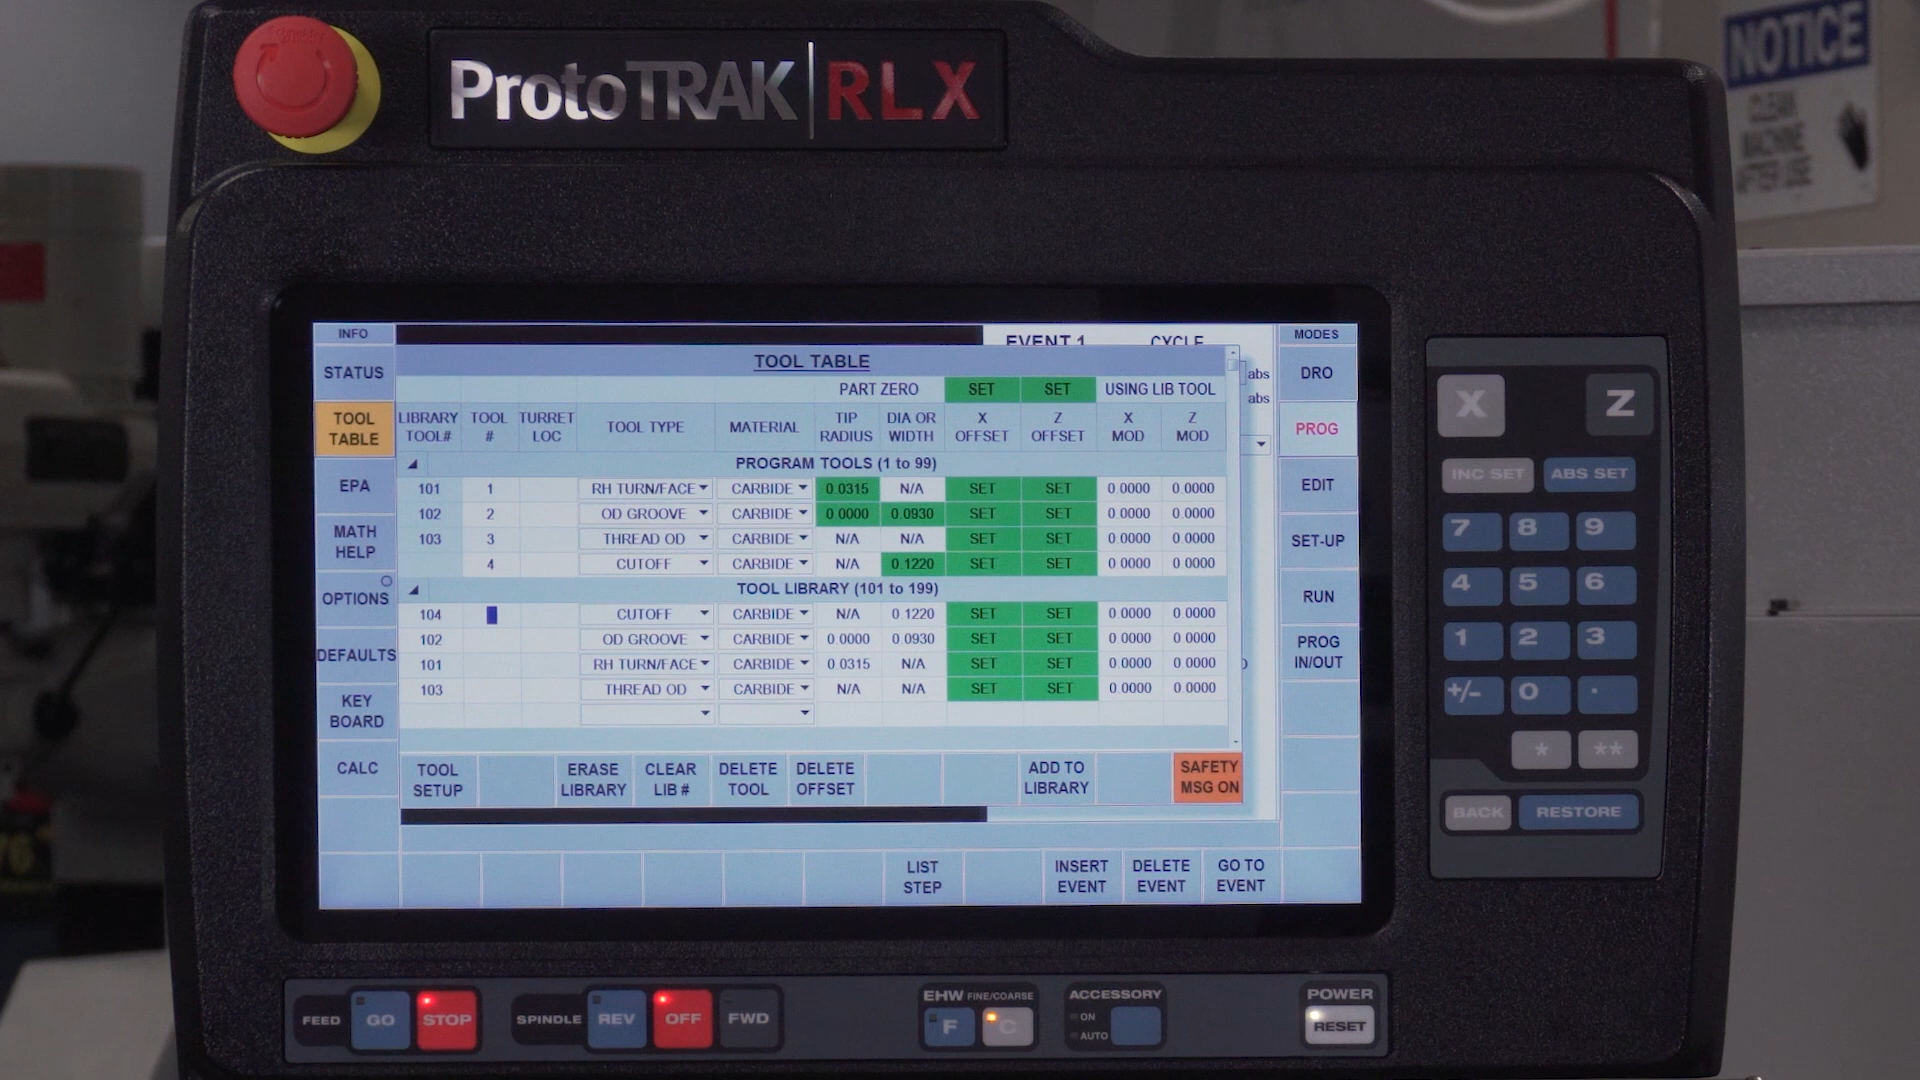 ProtoTRAK RLX
NOTICE
CLEAN
MACHINE
AFTER USE
INFO
STATUS
TOOL
TABLE
EPA
MATH
HELP
OPTIONS
DEFAULTS
KEY
BOARD
CALC
EVENT 1 CYCLE
abs
abs
TOOL TABLE
PART ZERO SET SET USING LIB TOOL
LIBRARY TOOL# TOOL # TURRET LOC TOOL TYPE MATERIAL TIP RADIUS DIA OR WIDTH X OFFSET Z OFFSET X MOD Z MOD
PROGRAM TOOLS (1 to 99)
101 1 RH TURN/FACE CARBIDE 0.0315 N/A SET SET 0.0000 0.0000
102 2 OD GROOVE CARBIDE 0.0000 0.0930 SET SET 0.0000 0.0000
103 3 THREAD OD CARBIDE N/A N/A SET SET 0.0000 0.0000
4 CUTOFF CARBIDE N/A 0.1220 SET SET 0.0000 0.0000
TOOL LIBRARY (101 to 199)
104 CUTOFF CARBIDE N/A 0.1220 SET SET 0.0000 0.0000
102 OD GROOVE CARBIDE 0.0000 0.0930 SET SET 0.0000 0.0000
101 RH TURN/FACE CARBIDE 0.0315 N/A SET SET 0.0000 0.0000
103 THREAD OD CARBIDE N/A N/A SET SET 0.0000 0.0000
TOOL SETUP ERASE LIBRARY CLEAR LIB # DELETE TOOL DELETE OFFSET ADD TO LIBRARY SAFETY MSG ON
LIST STEP INSERT EVENT DELETE EVENT GO TO EVENT
MODES
DRO
PROG
EDIT
SET-UP
RUN
PROG
IN/OUT
X Z
INC SET ABS SET
7 8 9
4 5 6
1 2 3
+/- 0 .
* **
BACK RESTORE
FEED GO STOP
SPINDLE REV OFF FWD
EHW FINE/COARSE
F C
ACCESSORY
ON
AUTO
POWER
RESET
76